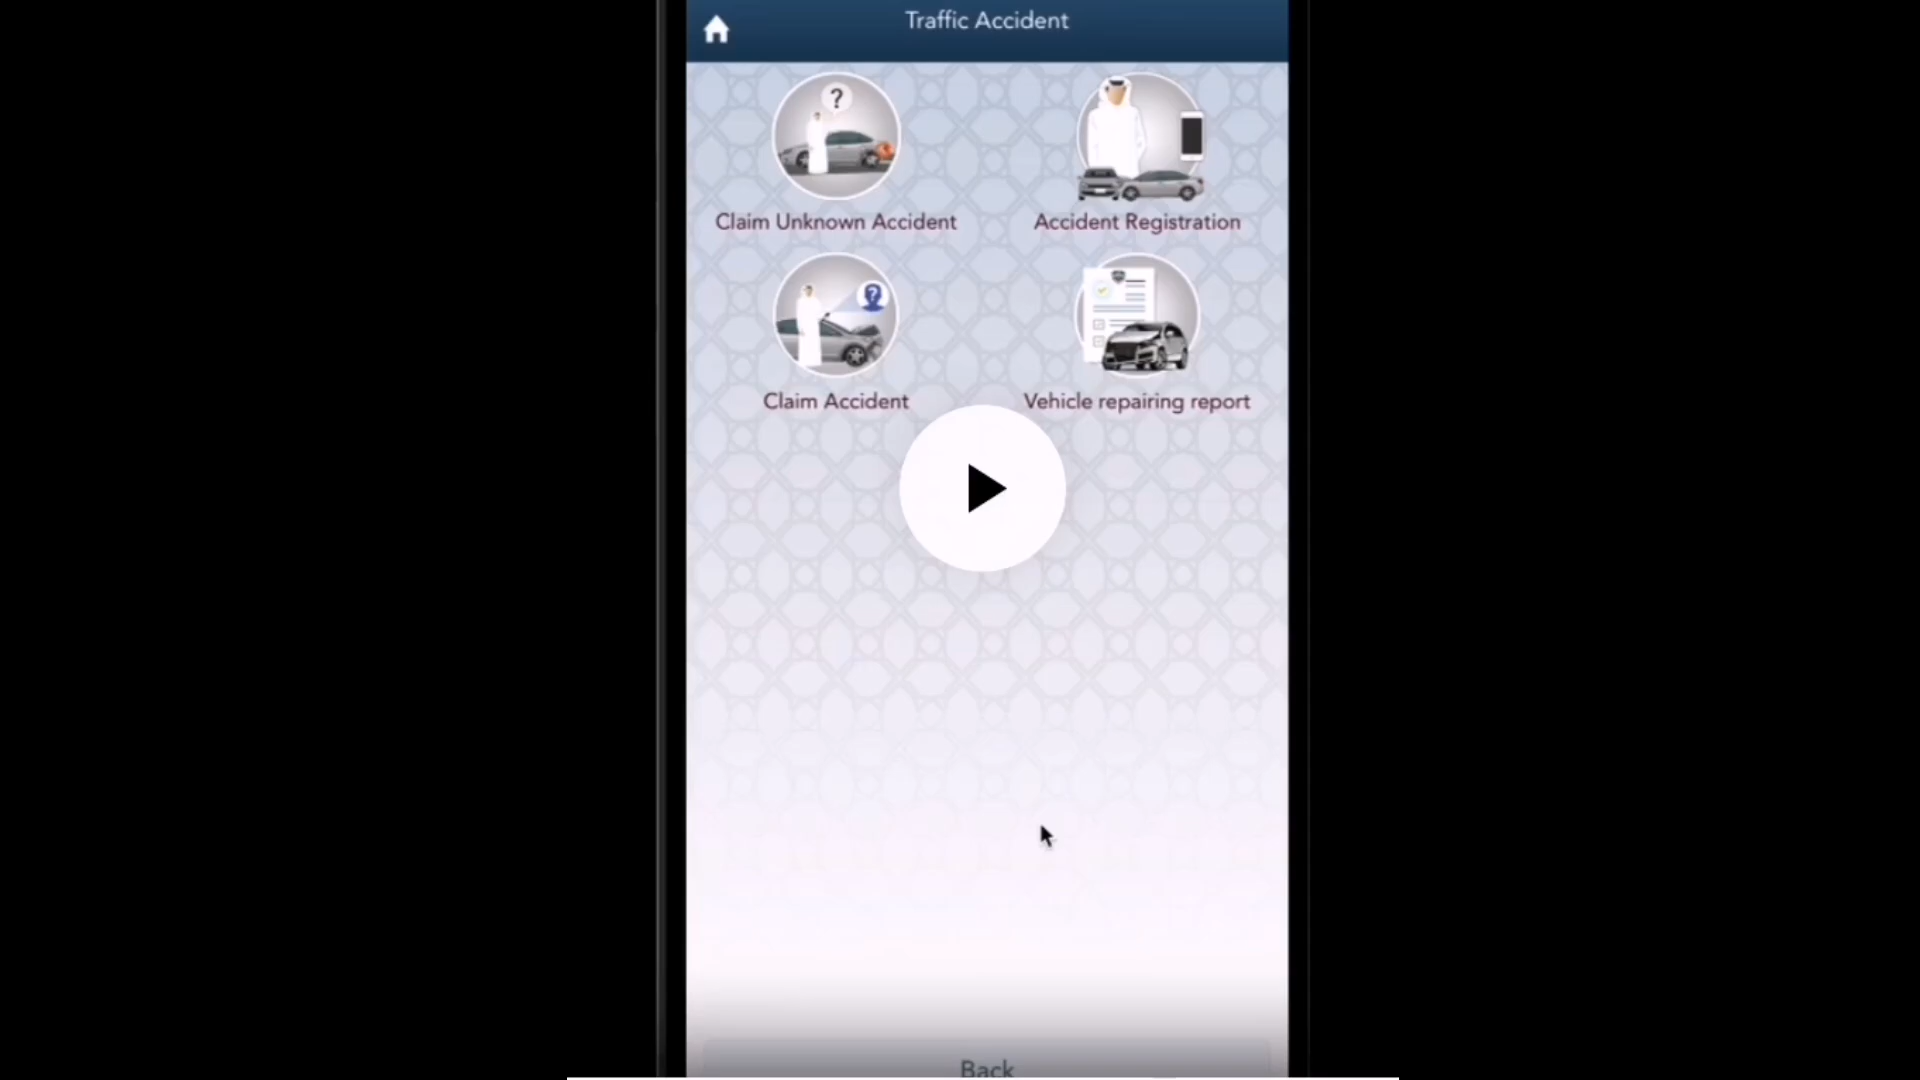 Traffic Accident
?
Claim Unknown Accident
Accident Registration
?
Claim Accident
Vehicle repairing report
Back